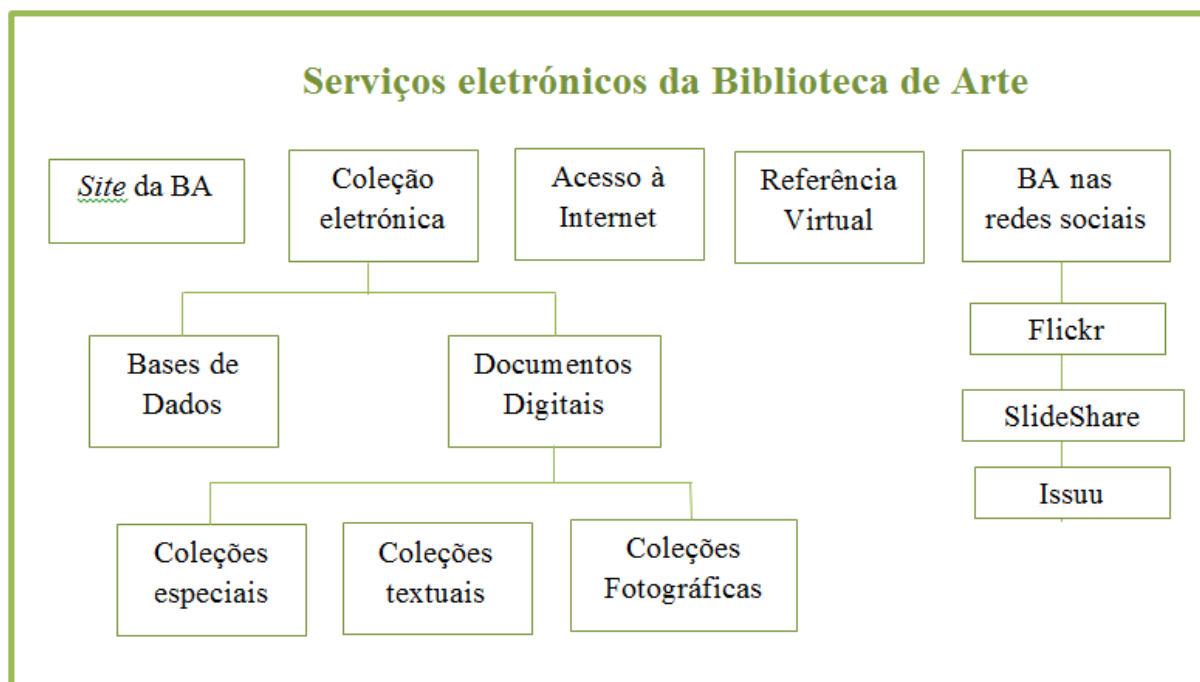 Serviços eletrónicos da Biblioteca de Arte
Site da BA
Coleção
eletrónica
Acesso à
Internet
Referência
Virtual
BA nas
redes sociais
Flickr
SlideShare
Issuu
Bases de
Dados
Documentos
Digitais
Coleções
especiais
Coleções
textuais
Coleções
Fotográficas